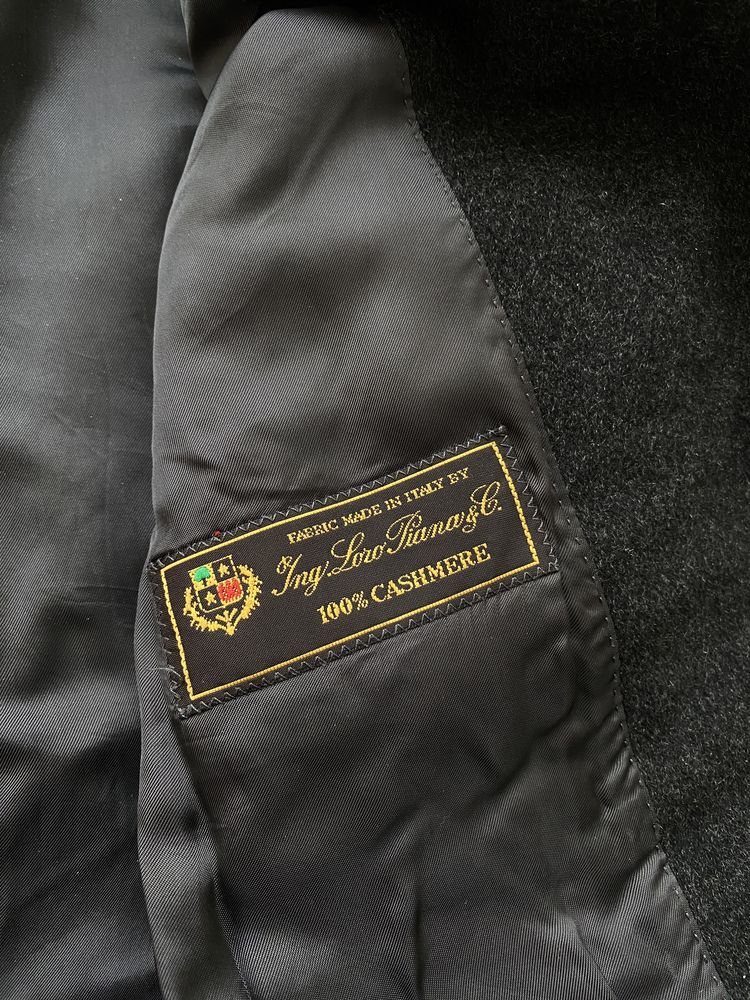 FABRIC MADE IN ITALY BY
Ing. Loro Piana & C.
100% CASHMERE